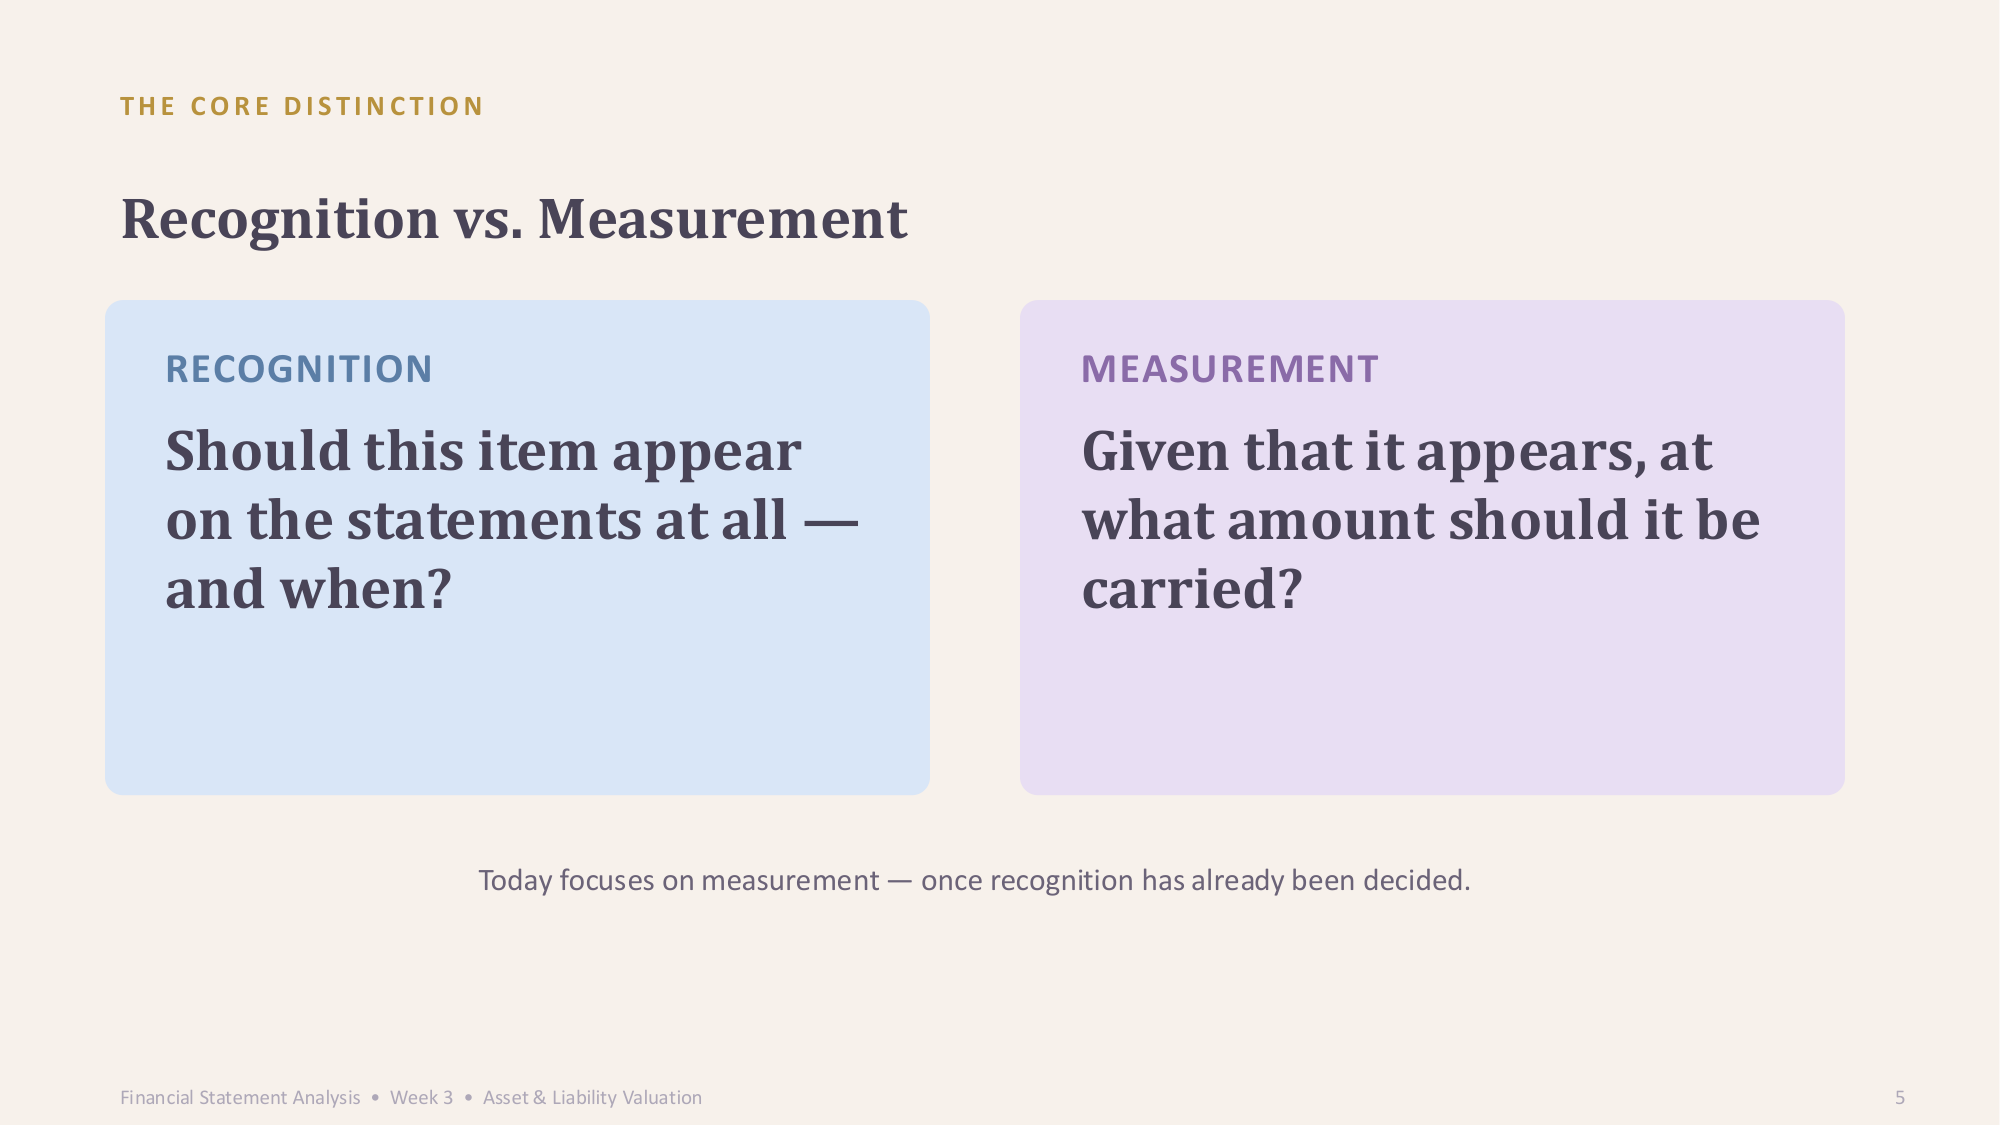 THE CORE DISTINCTION
Recognition vs. Measurement
RECOGNITION
Should this item appear
on the statements at all —
and when?
MEASUREMENT
Given that it appears, at
what amount should it be
carried?
Today focuses on measurement — once recognition has already been decided.
Financial Statement Analysis • Week 3 • Asset & Liability Valuation
5